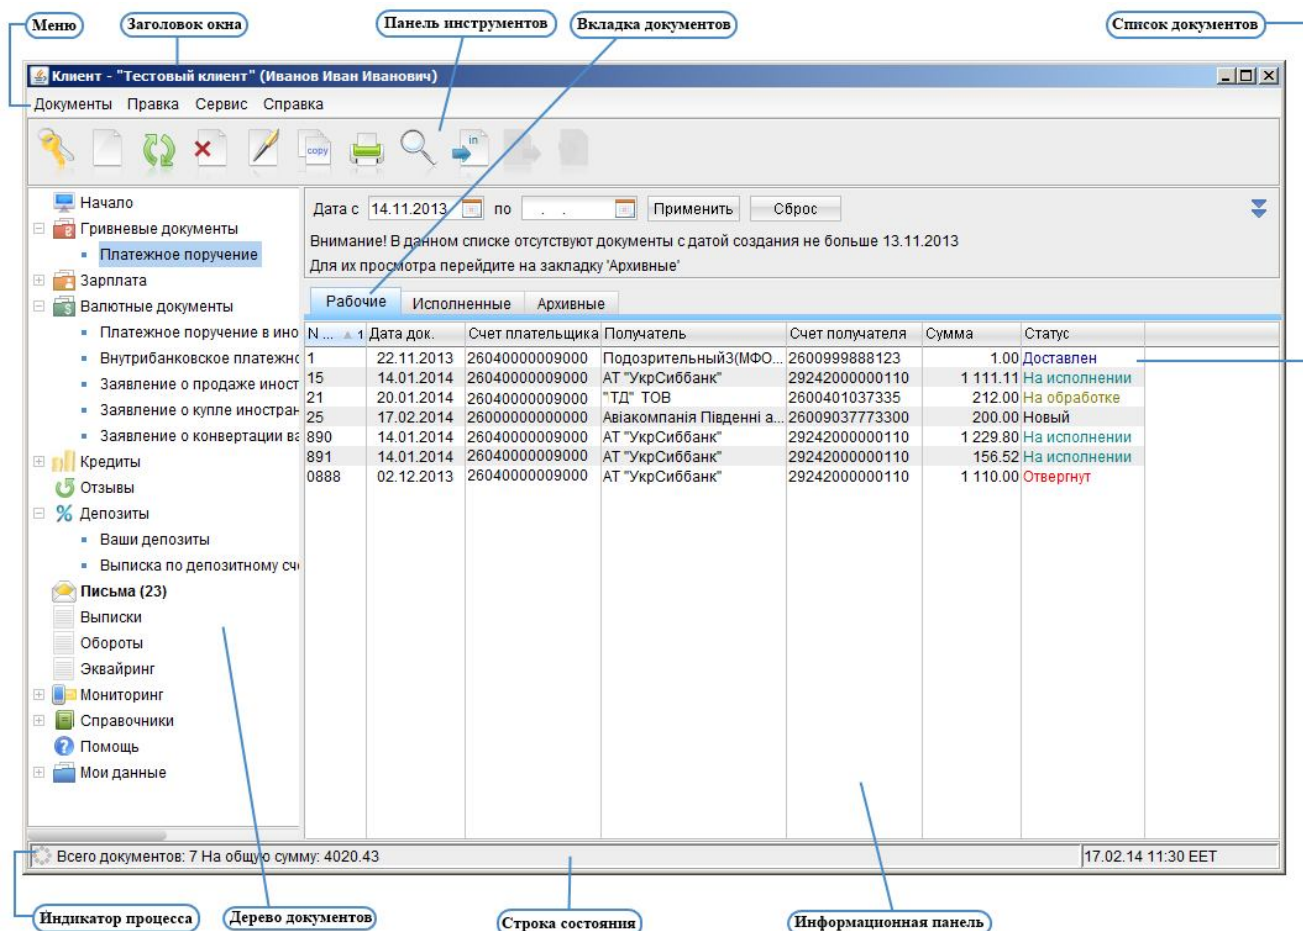 Меню Заголовок окна Панель инструментов Вкладка документов Список документов
Клиент - "Тестовый клиент" (Иванов Иван Иванович)
Документы Правка Сервис Справка
copy in
Начало
Гривневые документы
Платежное поручение
Зарплата
Валютные документы
Платежное поручение в ино
Внутрибанковское платежно
Заявление о продаже иност
Заявление о купле иностран
Заявление о конвертации ва
Кредиты
Отзывы
Депозиты
Ваши депозиты
Выписка по депозитному сч
Письма (23)
Выписки
Обороты
Эквайринг
Мониторинг
Справочники
Помощь
Мои данные
Дата с 14.11.2013 по . . Применить Сброс
Внимание! В данном списке отсутствуют документы с датой создания не больше 13.11.2013
Для их просмотра перейдите на закладку 'Архивные'
Рабочие Исполненные Архивные
N ... 1 Дата док. Счет плательщика Получатель Счет получателя Сумма Статус
1 22.11.2013 26040000009000 Подозрительный3(МФО... 2600999888123 1.00 Доставлен
15 14.01.2014 26040000009000 АТ "УкрСиббанк" 29242000000110 1 111.11 На исполнении
21 20.01.2014 26040000009000 "ТД" ТОВ 2600401037335 212.00 На обработке
25 17.02.2014 26000000000000 Авіакомпанія Південні а... 26009037773300 200.00 Новый
890 14.01.2014 26040000009000 АТ "УкрСиббанк" 29242000000110 1 229.80 На исполнении
891 14.01.2014 26040000009000 АТ "УкрСиббанк" 29242000000110 156.52 На исполнении
0888 02.12.2013 26040000009000 АТ "УкрСиббанк" 29242000000110 1 110.00 Отвергнут
Всего документов: 7 На общую сумму: 4020.43 17.02.14 11:30 EET
Индикатор процесса Дерево документов Строка состояния Информационная панель